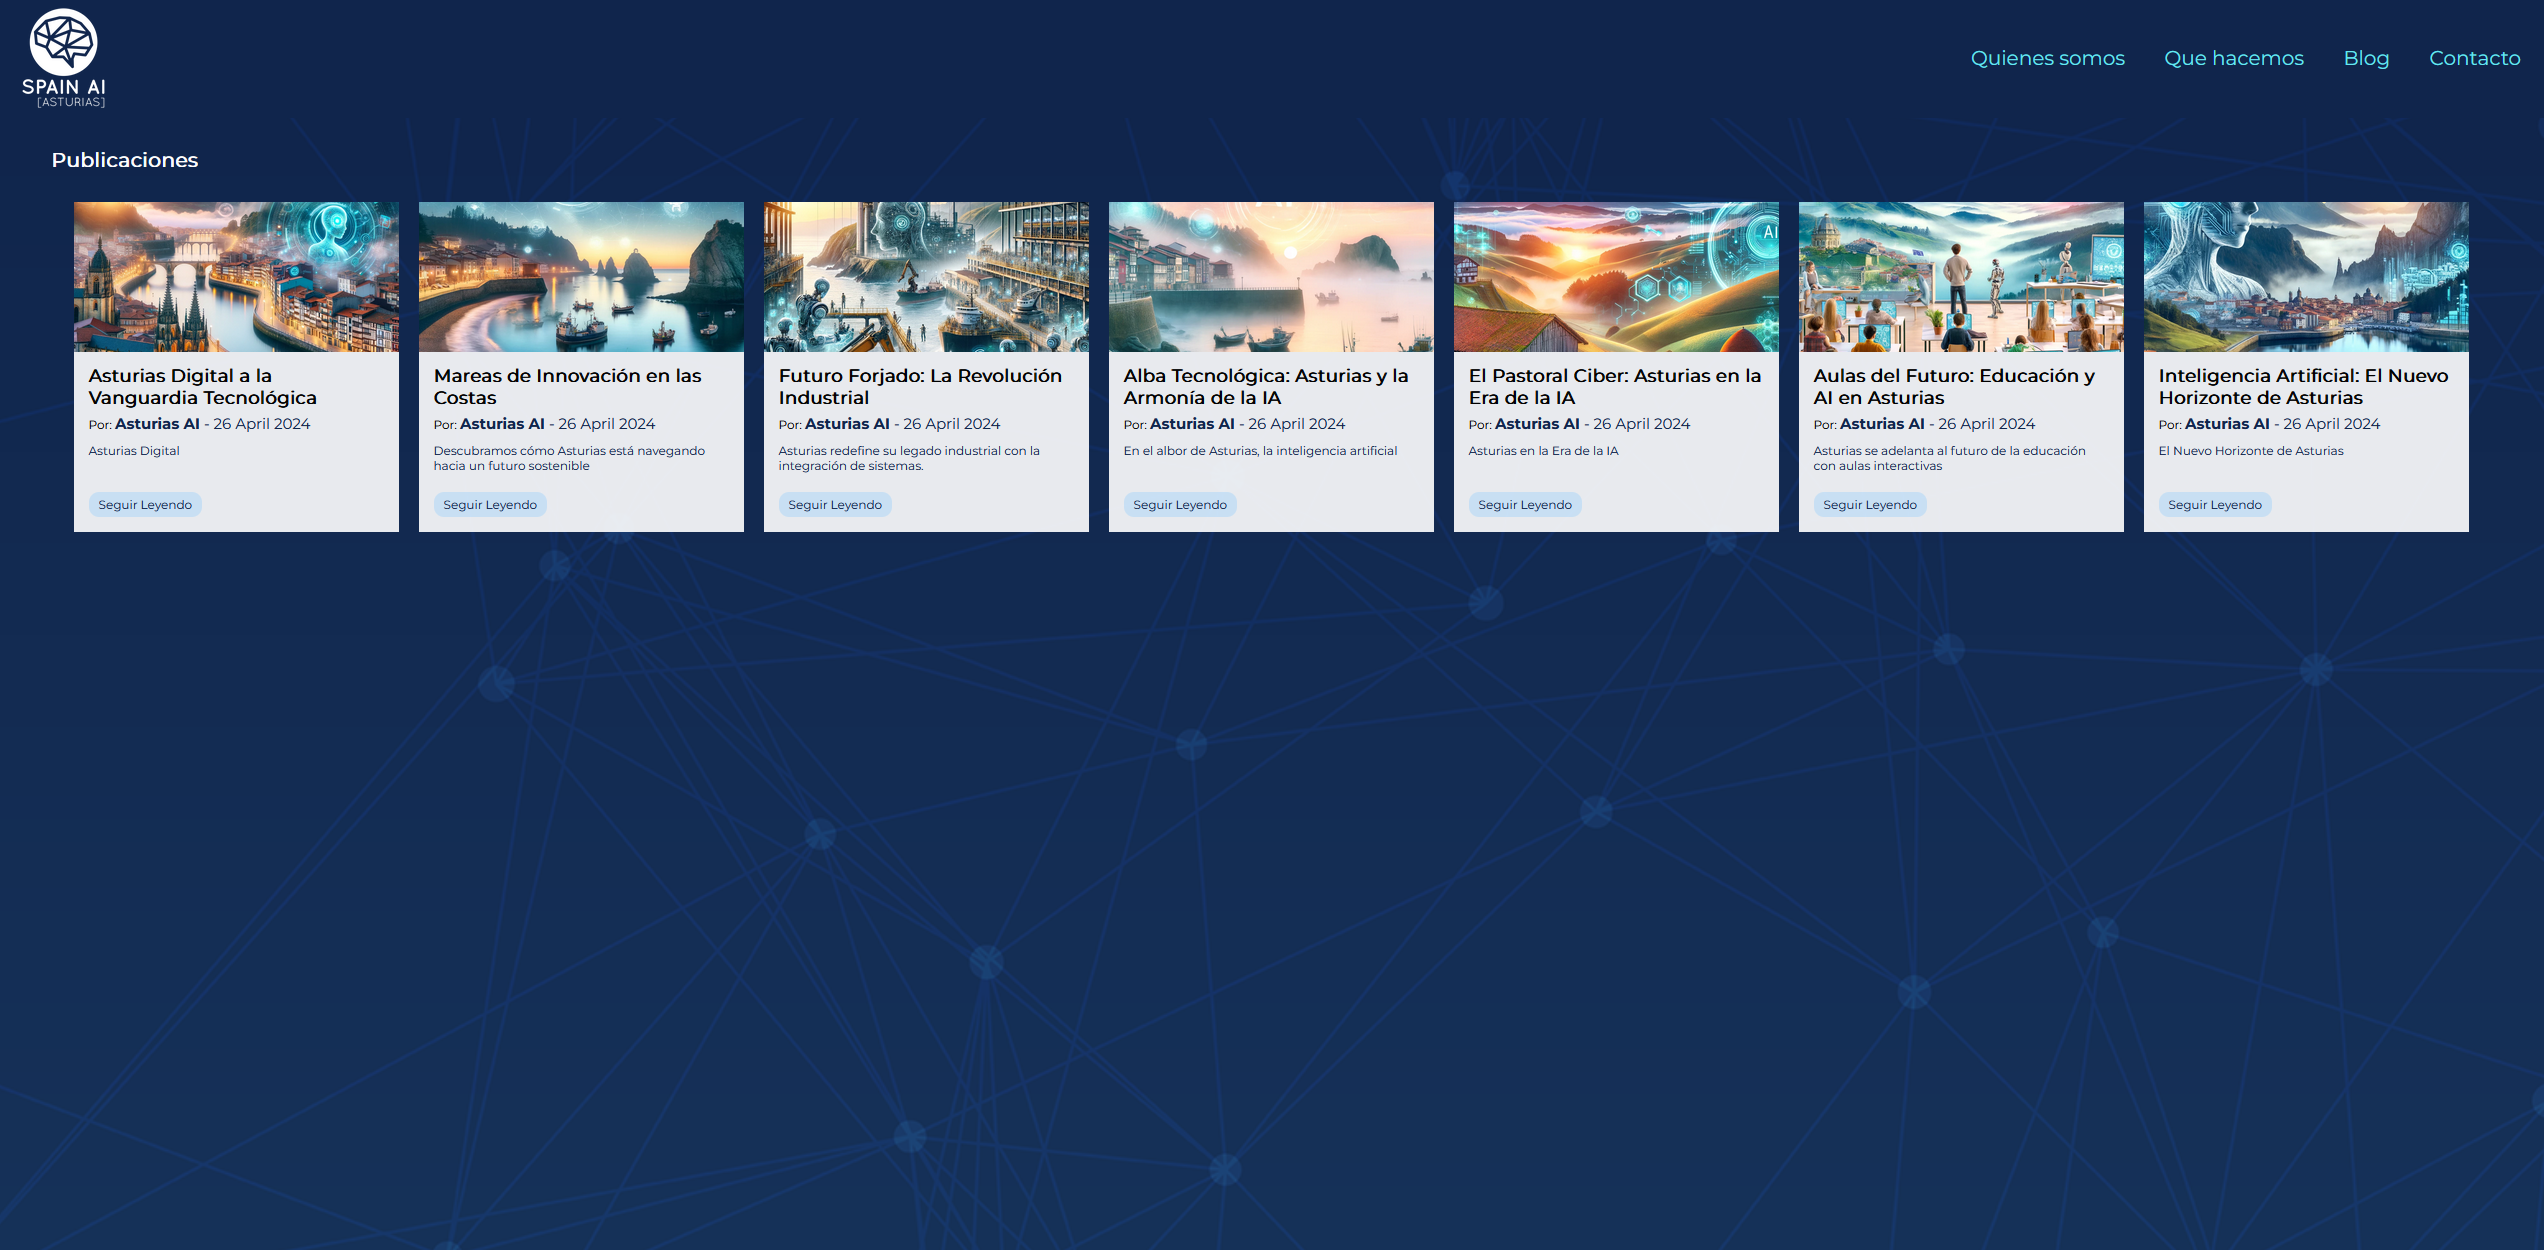 SPAIN AI
[ASTURIAS]
Quienes somos
Que hacemos
Blog
Contacto
Publicaciones
AI
Asturias Digital a la
Vanguardia Tecnológica
Por: Asturias AI - 26 April 2024
Asturias Digital
Seguir Leyendo
Mareas de Innovación en las
Costas
Por: Asturias AI - 26 April 2024
Descubramos cómo Asturias está navegando
hacia un futuro sostenible
Seguir Leyendo
Futuro Forjado: La Revolución
Industrial
Por: Asturias AI - 26 April 2024
Asturias redefine su legado industrial con la
integración de sistemas.
Seguir Leyendo
Alba Tecnológica: Asturias y la
Armonía de la IA
Por: Asturias AI - 26 April 2024
En el albor de Asturias, la inteligencia artificial
Seguir Leyendo
El Pastoral Ciber: Asturias en la
Era de la IA
Por: Asturias AI - 26 April 2024
Asturias en la Era de la IA
Seguir Leyendo
Aulas del Futuro: Educación y
AI en Asturias
Por: Asturias AI - 26 April 2024
Asturias se adelanta al futuro de la educación
con aulas interactivas
Seguir Leyendo
Inteligencia Artificial: El Nuevo
Horizonte de Asturias
Por: Asturias AI - 26 April 2024
El Nuevo Horizonte de Asturias
Seguir Leyendo